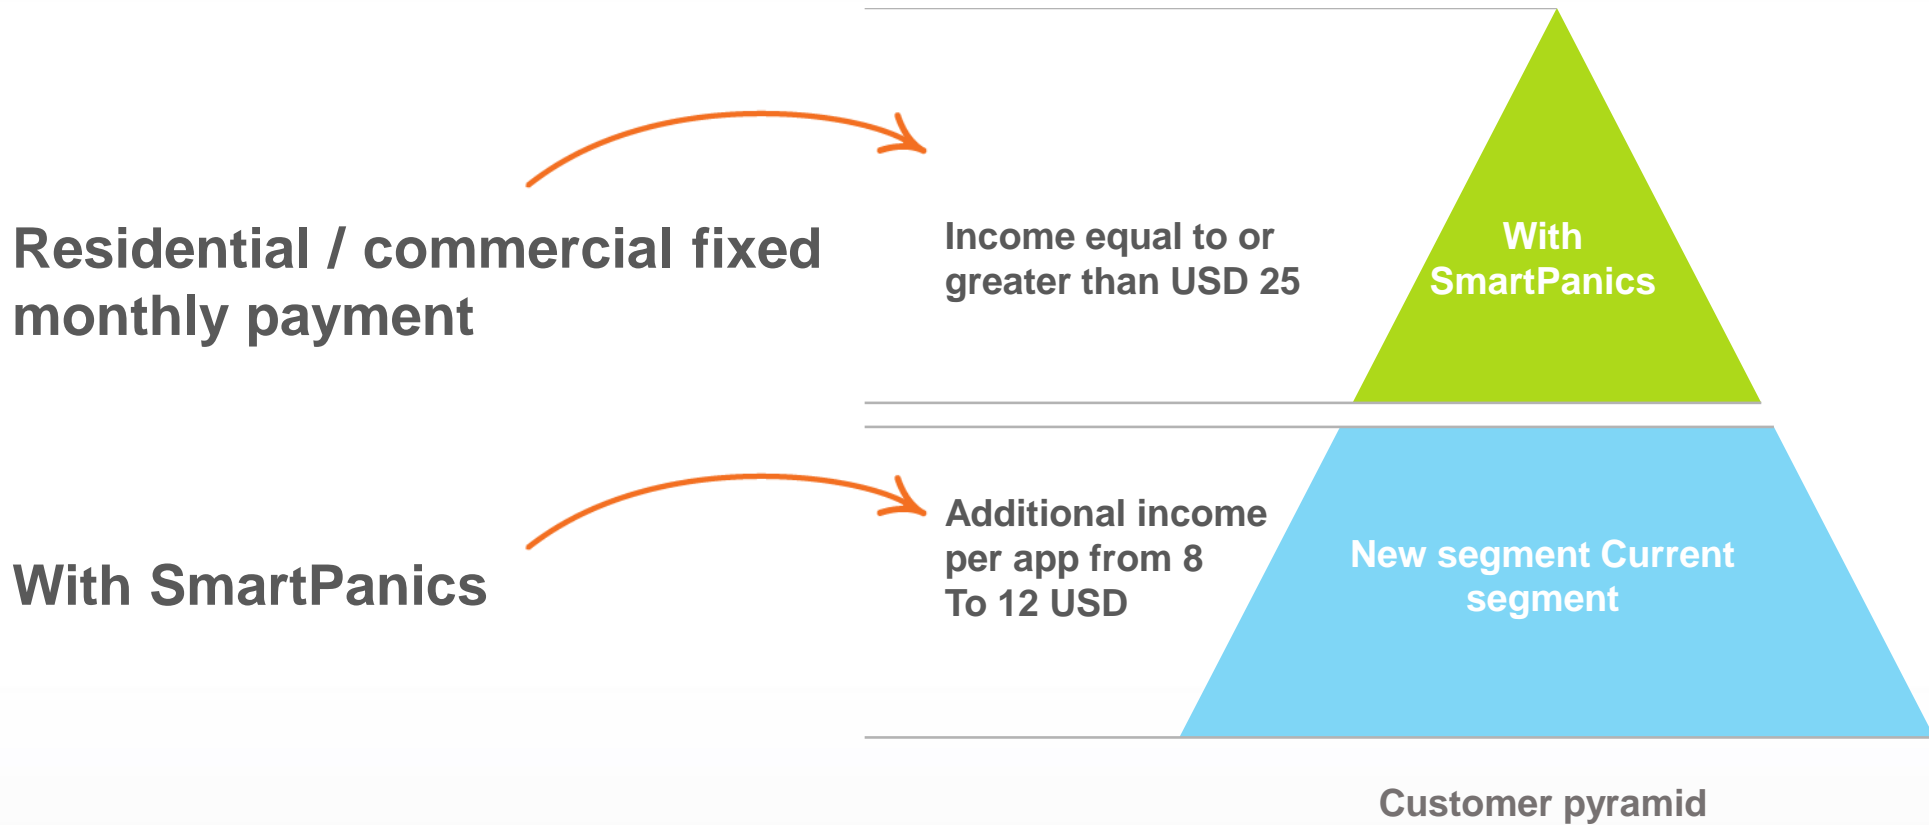 Residential / commercial fixed
monthly payment
Income equal to or
greater than USD 25
With
SmartPanics
With SmartPanics
Additional income
per app from 8
To 12 USD
New segment Current
segment
Customer pyramid